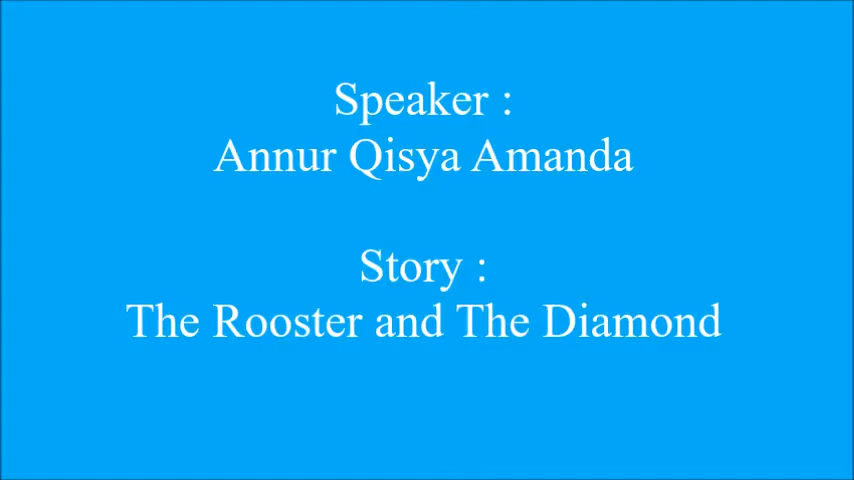 Speaker :
Annur Qisya Amanda
Story :
The Rooster and The Diamond